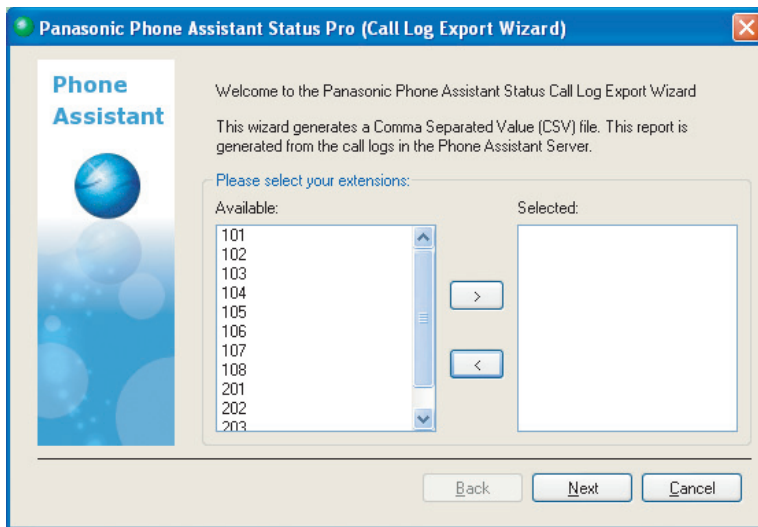 Panasonic Phone Assistant Status Pro (Call Log Export Wizard)
Phone
Assistant
Welcome to the Panasonic Phone Assistant Status Call Log Export Wizard
This wizard generates a Comma Separated Value (CSV) file. This report is
generated from the call logs in the Phone Assistant Server.
Please select your extensions:
Available:
101
102
103
104
105
106
107
108
201
202
203
>
<
Selected:
Back
Next
Cancel